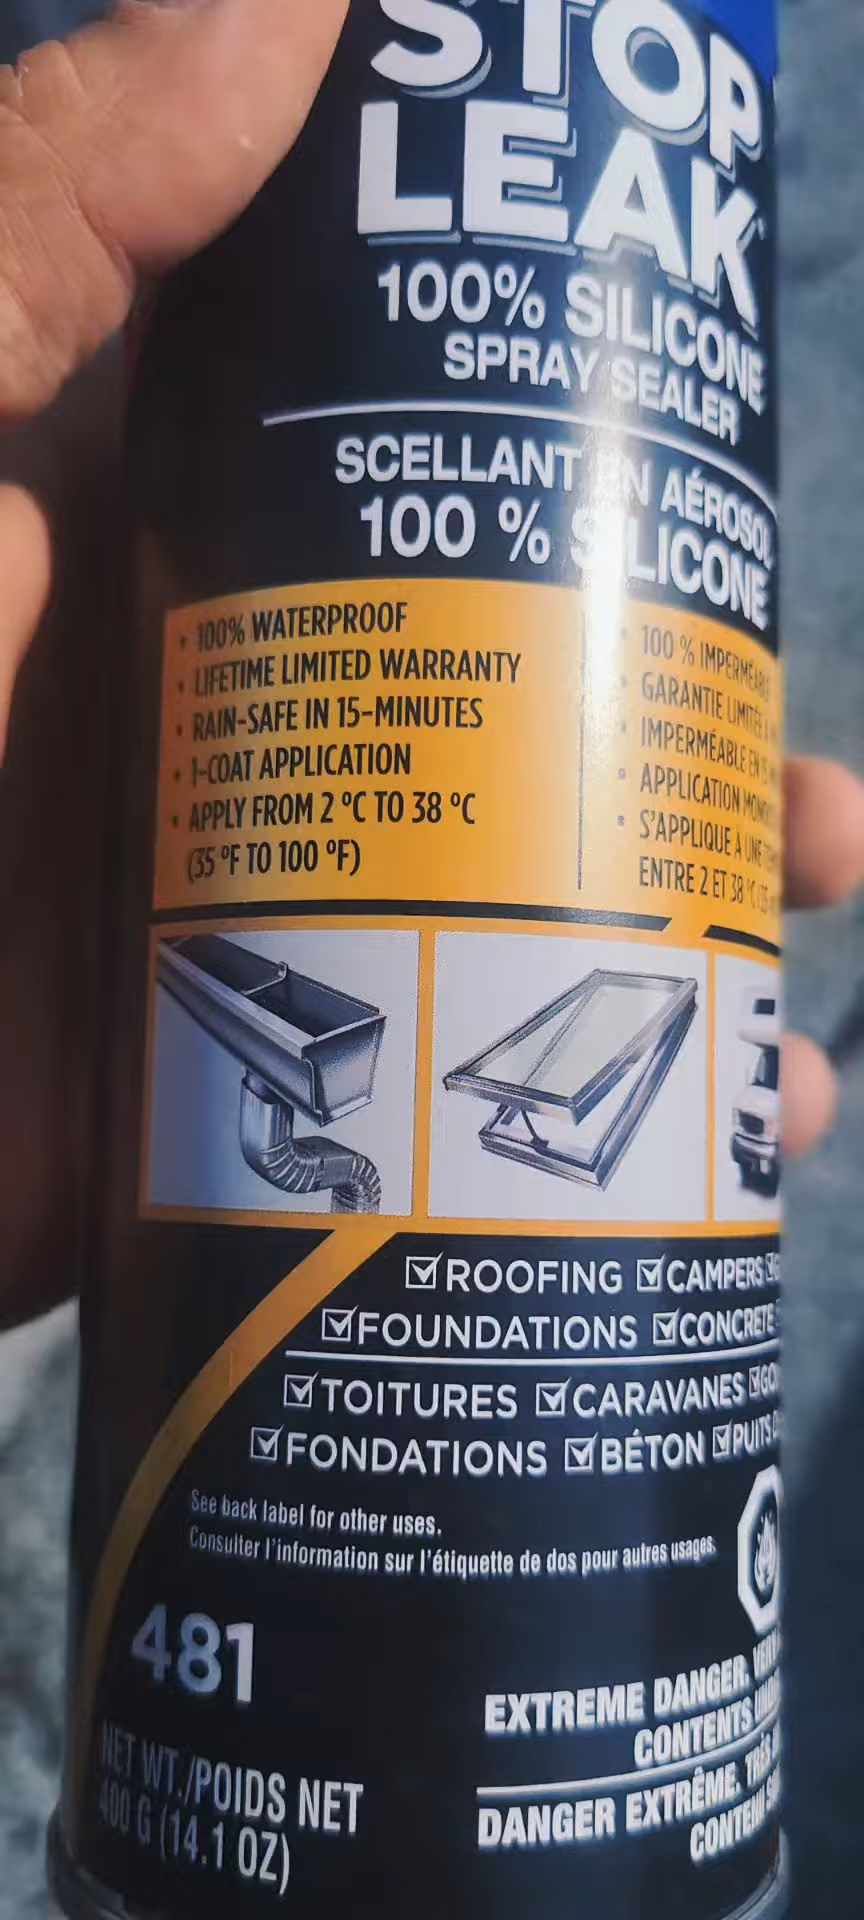 STOP
LEAK
100% SILICONE
SPRAY SEALER
SCELLANT EN AÉROSOL
100 % SILICONE
• 100% WATERPROOF
• LIFETIME LIMITED WARRANTY
• RAIN-SAFE IN 15-MINUTES
• 1-COAT APPLICATION
• APPLY FROM 2 °C TO 38 °C
(35 °F TO 100 °F)
• 100 % IMPERMÉABLE
• GARANTIE LIMITÉE
• IMPERMÉABLE EN 15
• APPLICATION
• S'APPLIQUE À UNE
ENTRE 2 ET 38 °C
ROOFING CAMPERS
FOUNDATIONS CONCRETE
TOITURES CARAVANES
FONDATIONS BÉTON PUITS
See back label for other uses.
Consulter l'information sur l'étiquette de dos pour autres usages.
481
NET WT./POIDS NET
400 G (14.1 OZ)
EXTREME DANGER.
CONTENTS
DANGER EXTRÊME.